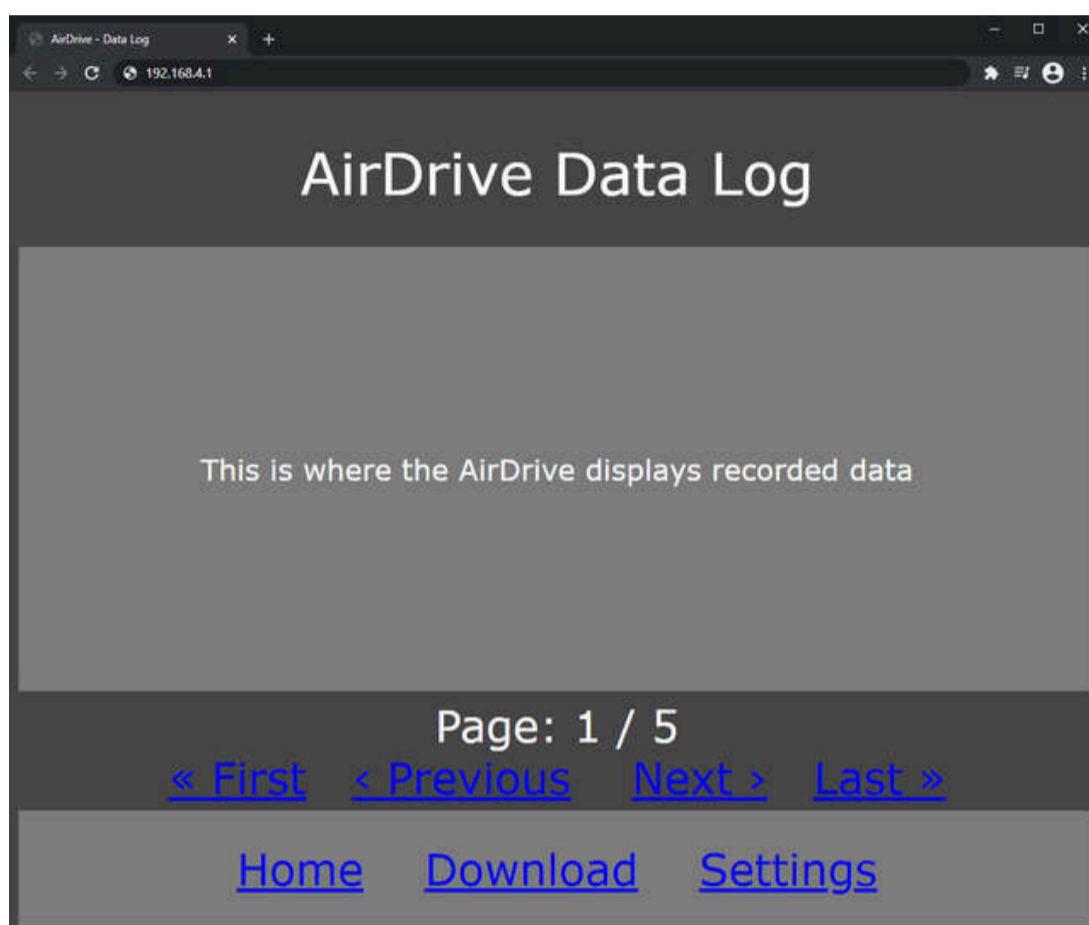 AirDrive - Data Log
192.168.4.1
AirDrive Data Log
This is where the AirDrive displays recorded data
Page: 1 / 5
« First ‹ Previous Next › Last »
Home Download Settings